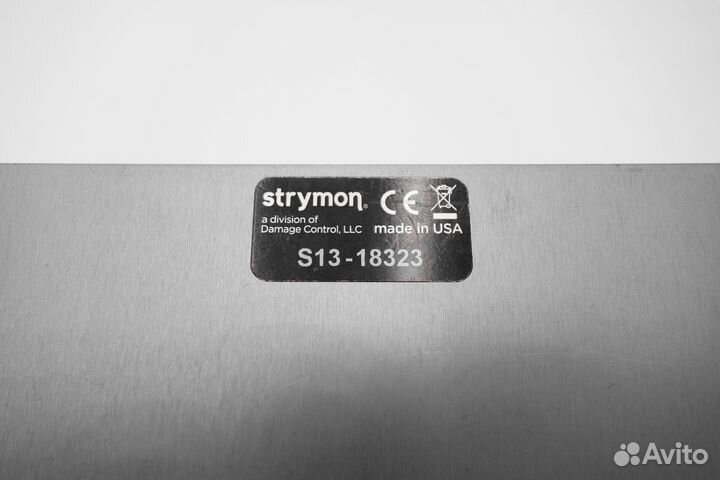 strymon®
CE
a division of
Damage Control, LLC
made in USA
S13-18323
Avito